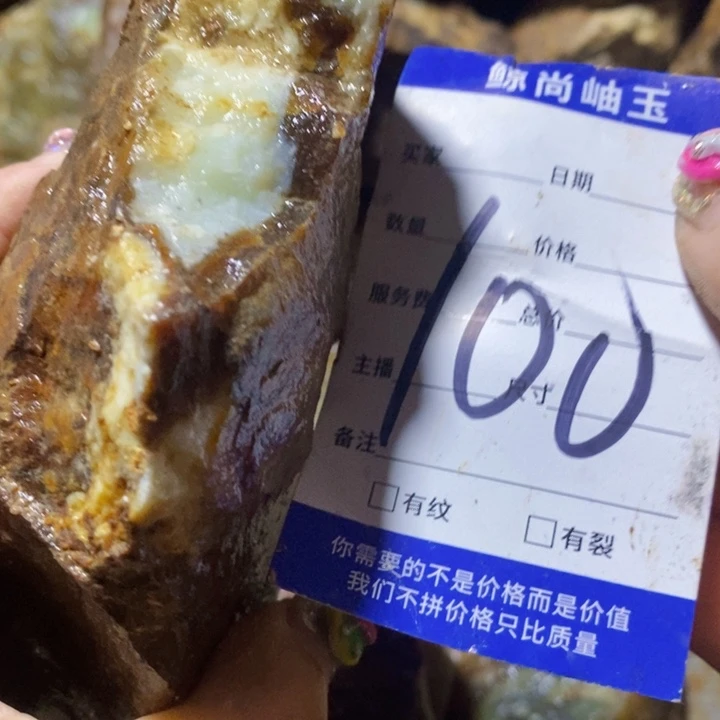 鲸尚岫玉
买家 日期
数量 价格
服务费 总价
主播 尺寸
备注
100
□有纹 □有裂
你需要的不是价格而是价值
我们不拼价格只比质量